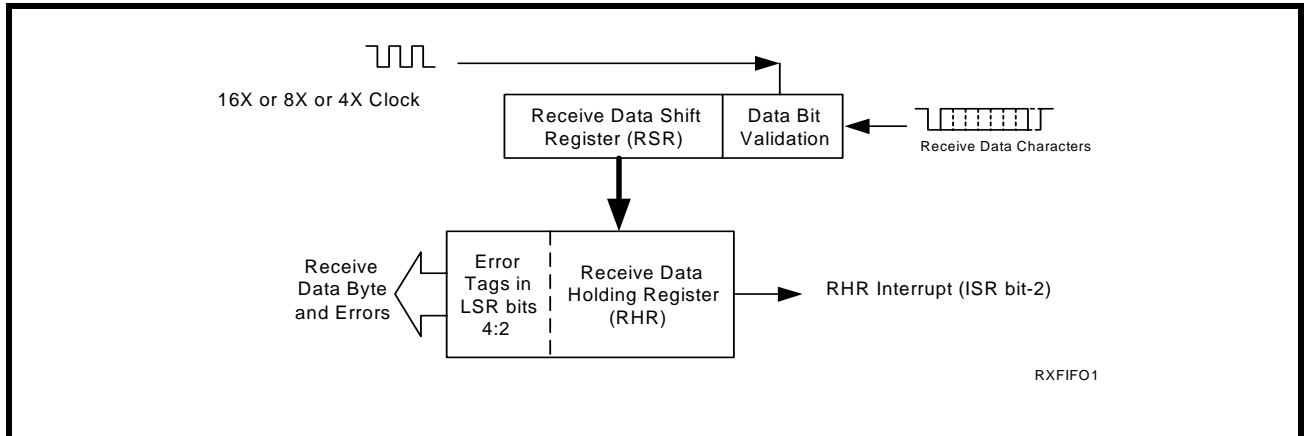 16X or 8X or 4X Clock
Receive Data Shift
Register (RSR)
Data Bit
Validation
Receive Data Characters
Receive
Data Byte
and Errors
Error
Tags in
LSR bits
4:2
Receive Data
Holding Register
(RHR)
RHR Interrupt (ISR bit-2)
RXFIFO1